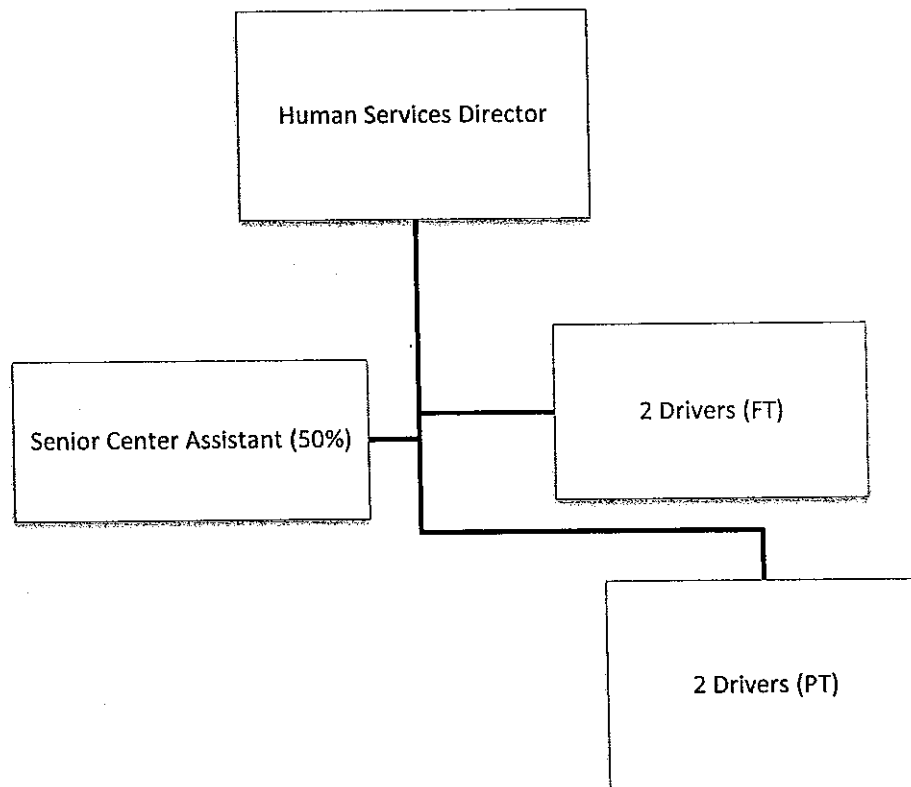 Human Services Director
2 Drivers (FT)
Senior Center Assistant (50%)
2 Drivers (PT)